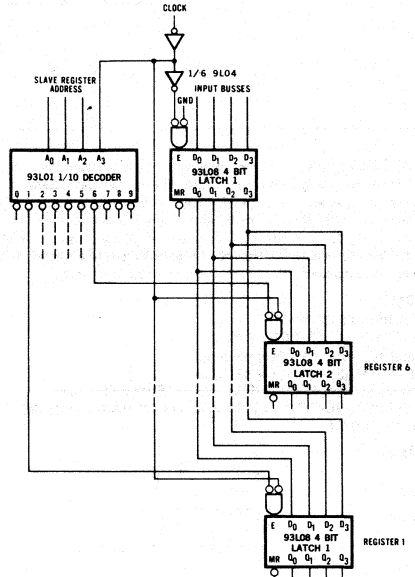 CLOCK
1/6 9L04
SLAVE REGISTER
ADDRESS
INPUT BUSSES
GND
A0 A1 A2 A3
93L01 1/10 DECODER
0 1 2 3 4 5 6 7 8 9
E D0 D1 D2 D3
93L08 4 BIT
LATCH 1
MR Q0 Q1 Q2 Q3
E D0 D1 D2 D3
93L08 4 BIT
LATCH 2
MR Q0 Q1 Q2 Q3
REGISTER 6
E D0 D1 D2 D3
93L08 4 BIT
LATCH 1
MR Q0 Q1 Q2 Q3
REGISTER 1